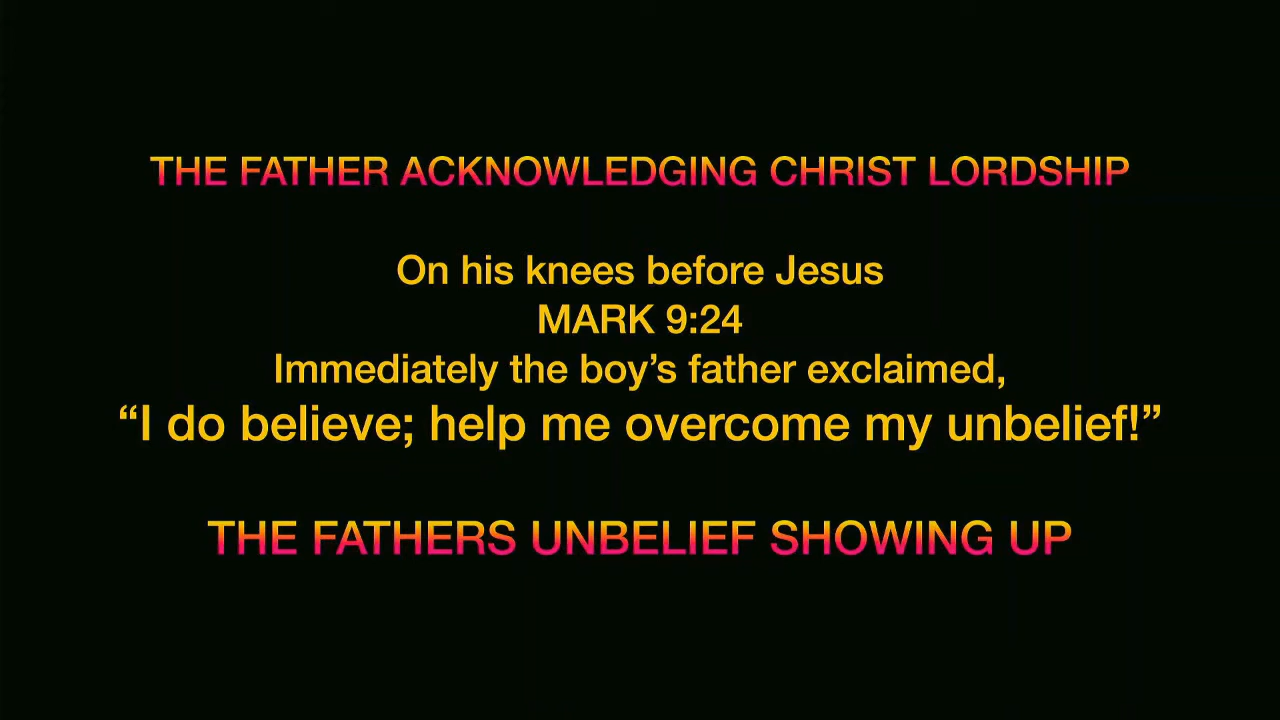 THE FATHER ACKNOWLEDGING CHRIST LORDSHIP
On his knees before Jesus
MARK 9:24
Immediately the boy’s father exclaimed,
“I do believe; help me overcome my unbelief!”
THE FATHERS UNBELIEF SHOWING UP